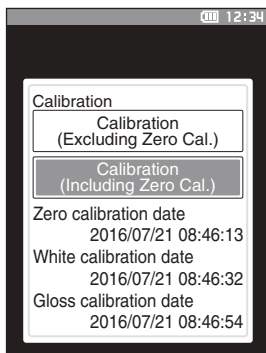 12:34
Calibration
Calibration
(Excluding Zero Cal.)
Calibration
(Including Zero Cal.)
Zero calibration date
2016/07/21 08:46:13
White calibration date
2016/07/21 08:46:32
Gloss calibration date
2016/07/21 08:46:54